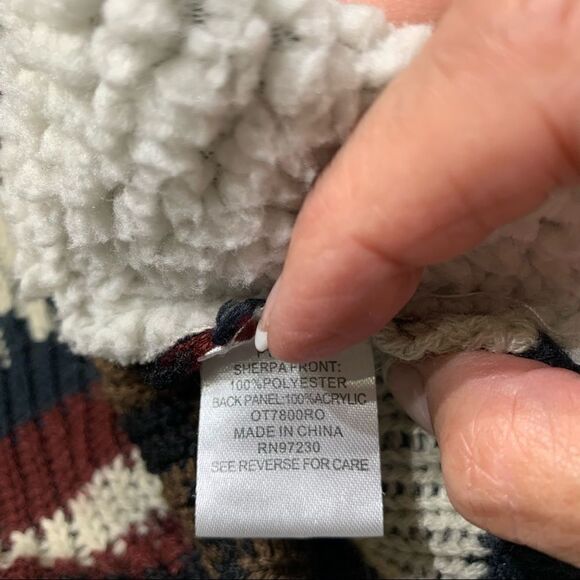 SHERPA FRONT:
100%POLYESTER
BACK PANEL:100%ACRYLIC
OT7800RO
MADE IN CHINA
RN97230
SEE REVERSE FOR CARE